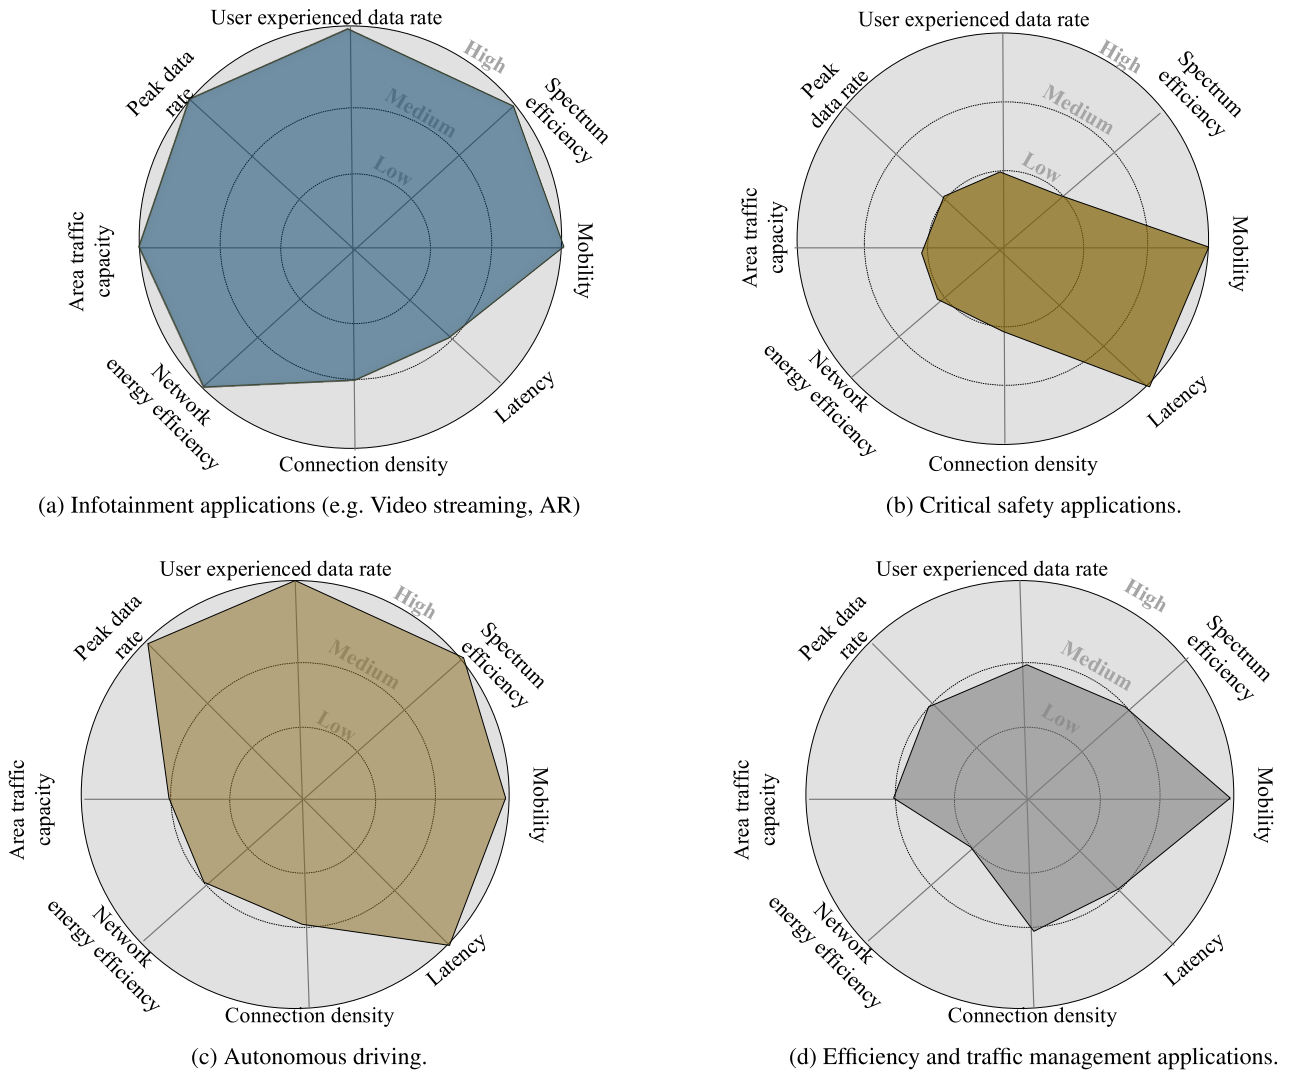 User experienced data rate
Peak data
rate
High
Medium
Low
Spectrum
efficiency
Mobility
Area traffic
capacity
Network
energy efficiency
Latency
Connection density
(a) Infotainment applications (e.g. Video streaming, AR)
User experienced data rate
Peak
data rate
High
Medium
Low
Spectrum
efficiency
Mobility
Area traffic
capacity
Network
energy efficiency
Latency
Connection density
(b) Critical safety applications.
User experienced data rate
Peak data
rate
High
Medium
Low
Spectrum
efficiency
Mobility
Area traffic
capacity
Network
energy efficiency
Latency
Connection density
(c) Autonomous driving.
User experienced data rate
Peak data
rate
High
Medium
Low
Spectrum
efficiency
Mobility
Area traffic
capacity
Network
energy efficiency
Latency
Connection density
(d) Efficiency and traffic management applications.